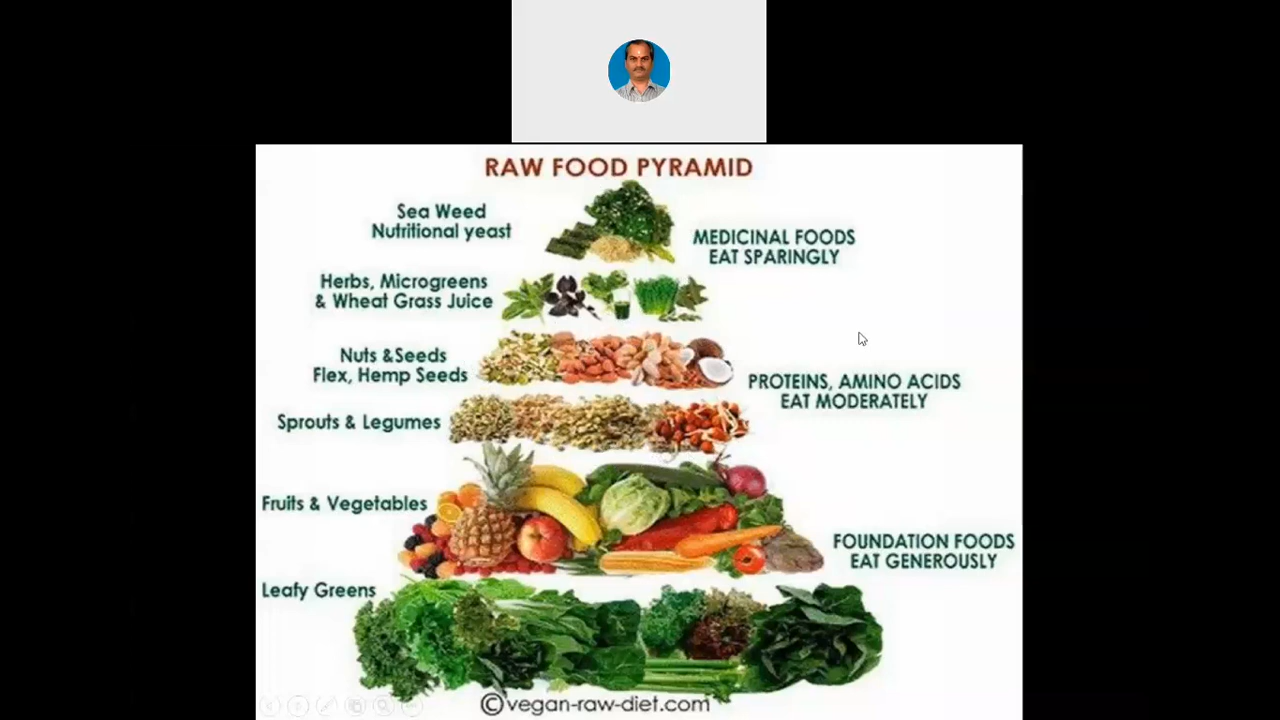 RAW FOOD PYRAMID
Sea Weed
Nutritional yeast
MEDICINAL FOODS
EAT SPARINGLY
Herbs, Microgreens
& Wheat Grass Juice
Nuts &Seeds
Flex, Hemp Seeds
PROTEINS, AMINO ACIDS
EAT MODERATELY
Sprouts & Legumes
Fruits & Vegetables
FOUNDATION FOODS
EAT GENEROUSLY
Leafy Greens
©vegan-raw-diet.com